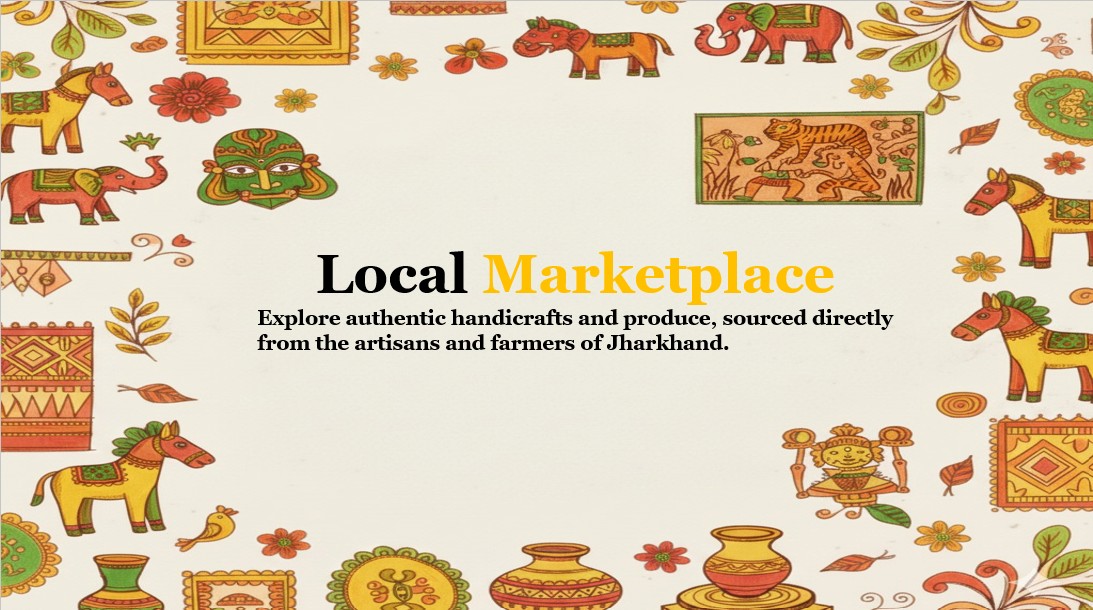 Local Marketplace
Explore authentic handicrafts and produce, sourced directly
from the artisans and farmers of Jharkhand.